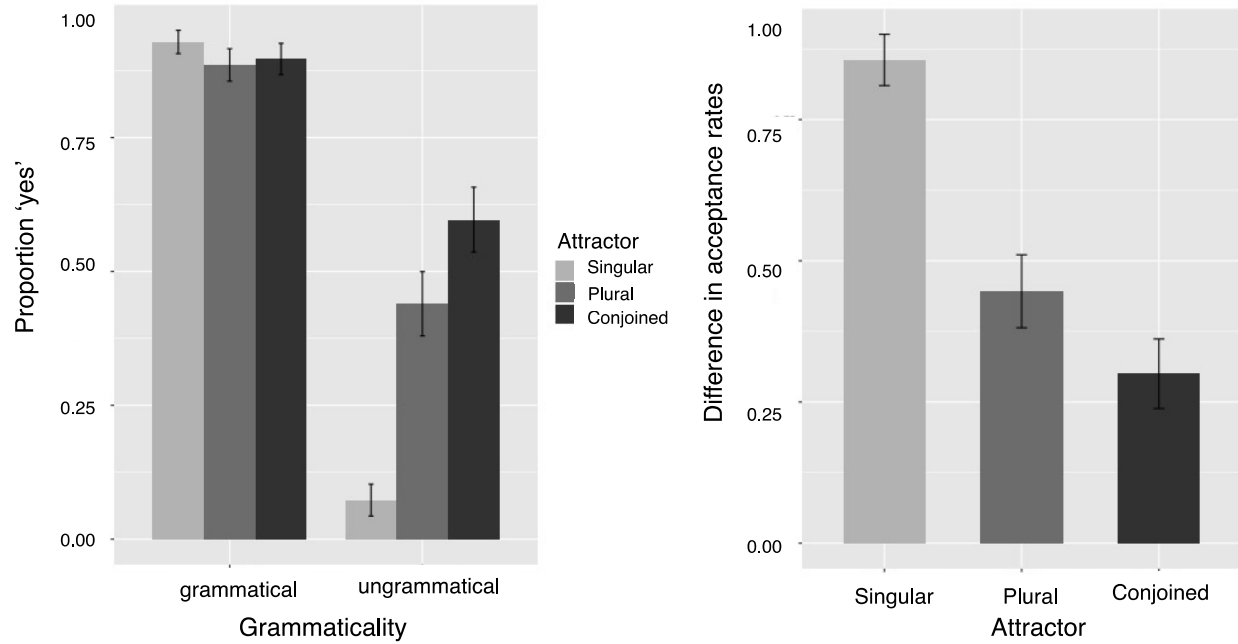 1.00
0.75
0.50
0.25
0.00
Proportion ‘yes’
grammatical
ungrammatical
Grammaticality
Attractor
Singular
Plural
Conjoined
1.00
0.75
0.50
0.25
0.00
Difference in acceptance rates
Singular
Plural
Conjoined
Attractor